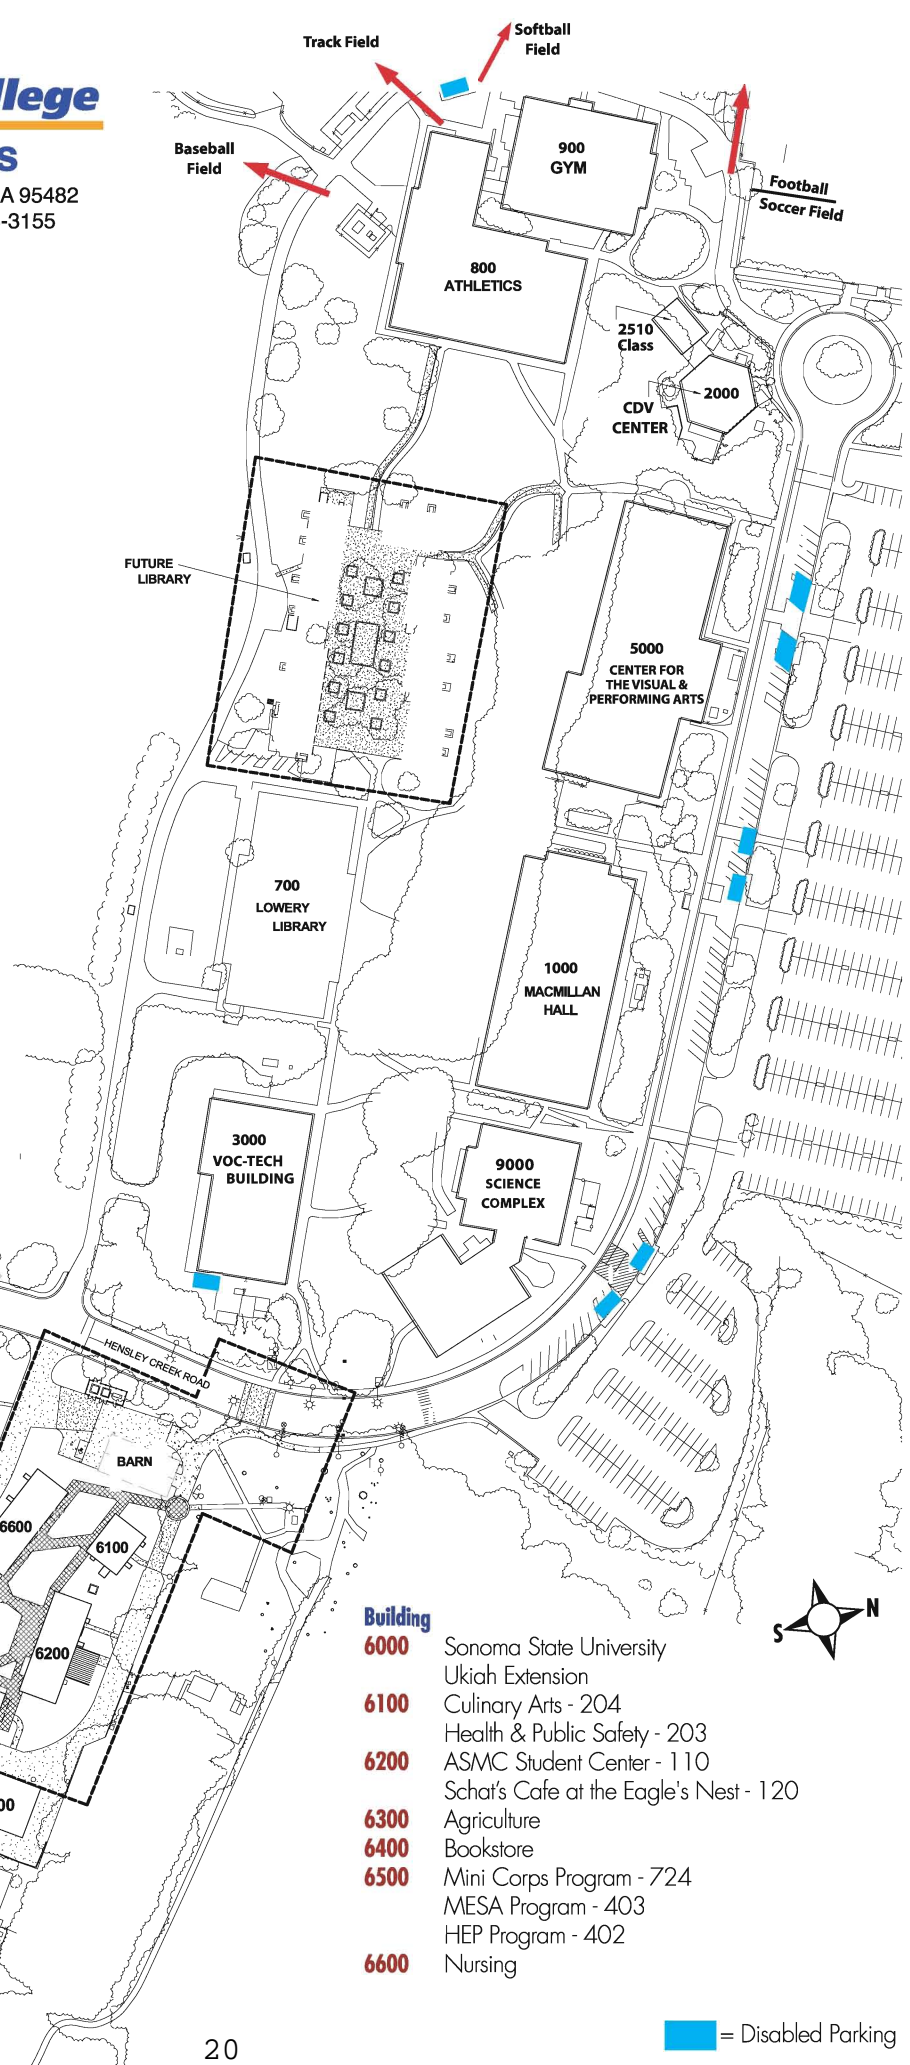 Softball
Field
Track Field
llege
s
A 95482
-3155
Baseball
Field
900
GYM
Football
Soccer Field
800
ATHLETICS
2510
Class
2000
CDV
CENTER
FUTURE
LIBRARY
5000
CENTER FOR
THE VISUAL &
PERFORMING ARTS
700
LOWERY
LIBRARY
1000
MACMILLAN
HALL
3000
VOC-TECH
BUILDING
9000
SCIENCE
COMPLEX
HENSLEY CREEK ROAD
BARN
6600
6100
6200
00
S
N
Building
6000 Sonoma State University
Ukiah Extension
6100 Culinary Arts - 204
Health & Public Safety - 203
6200 ASMC Student Center - 110
Schat's Cafe at the Eagle's Nest - 120
6300 Agriculture
6400 Bookstore
6500 Mini Corps Program - 724
MESA Program - 403
HEP Program - 402
6600 Nursing
= Disabled Parking
20